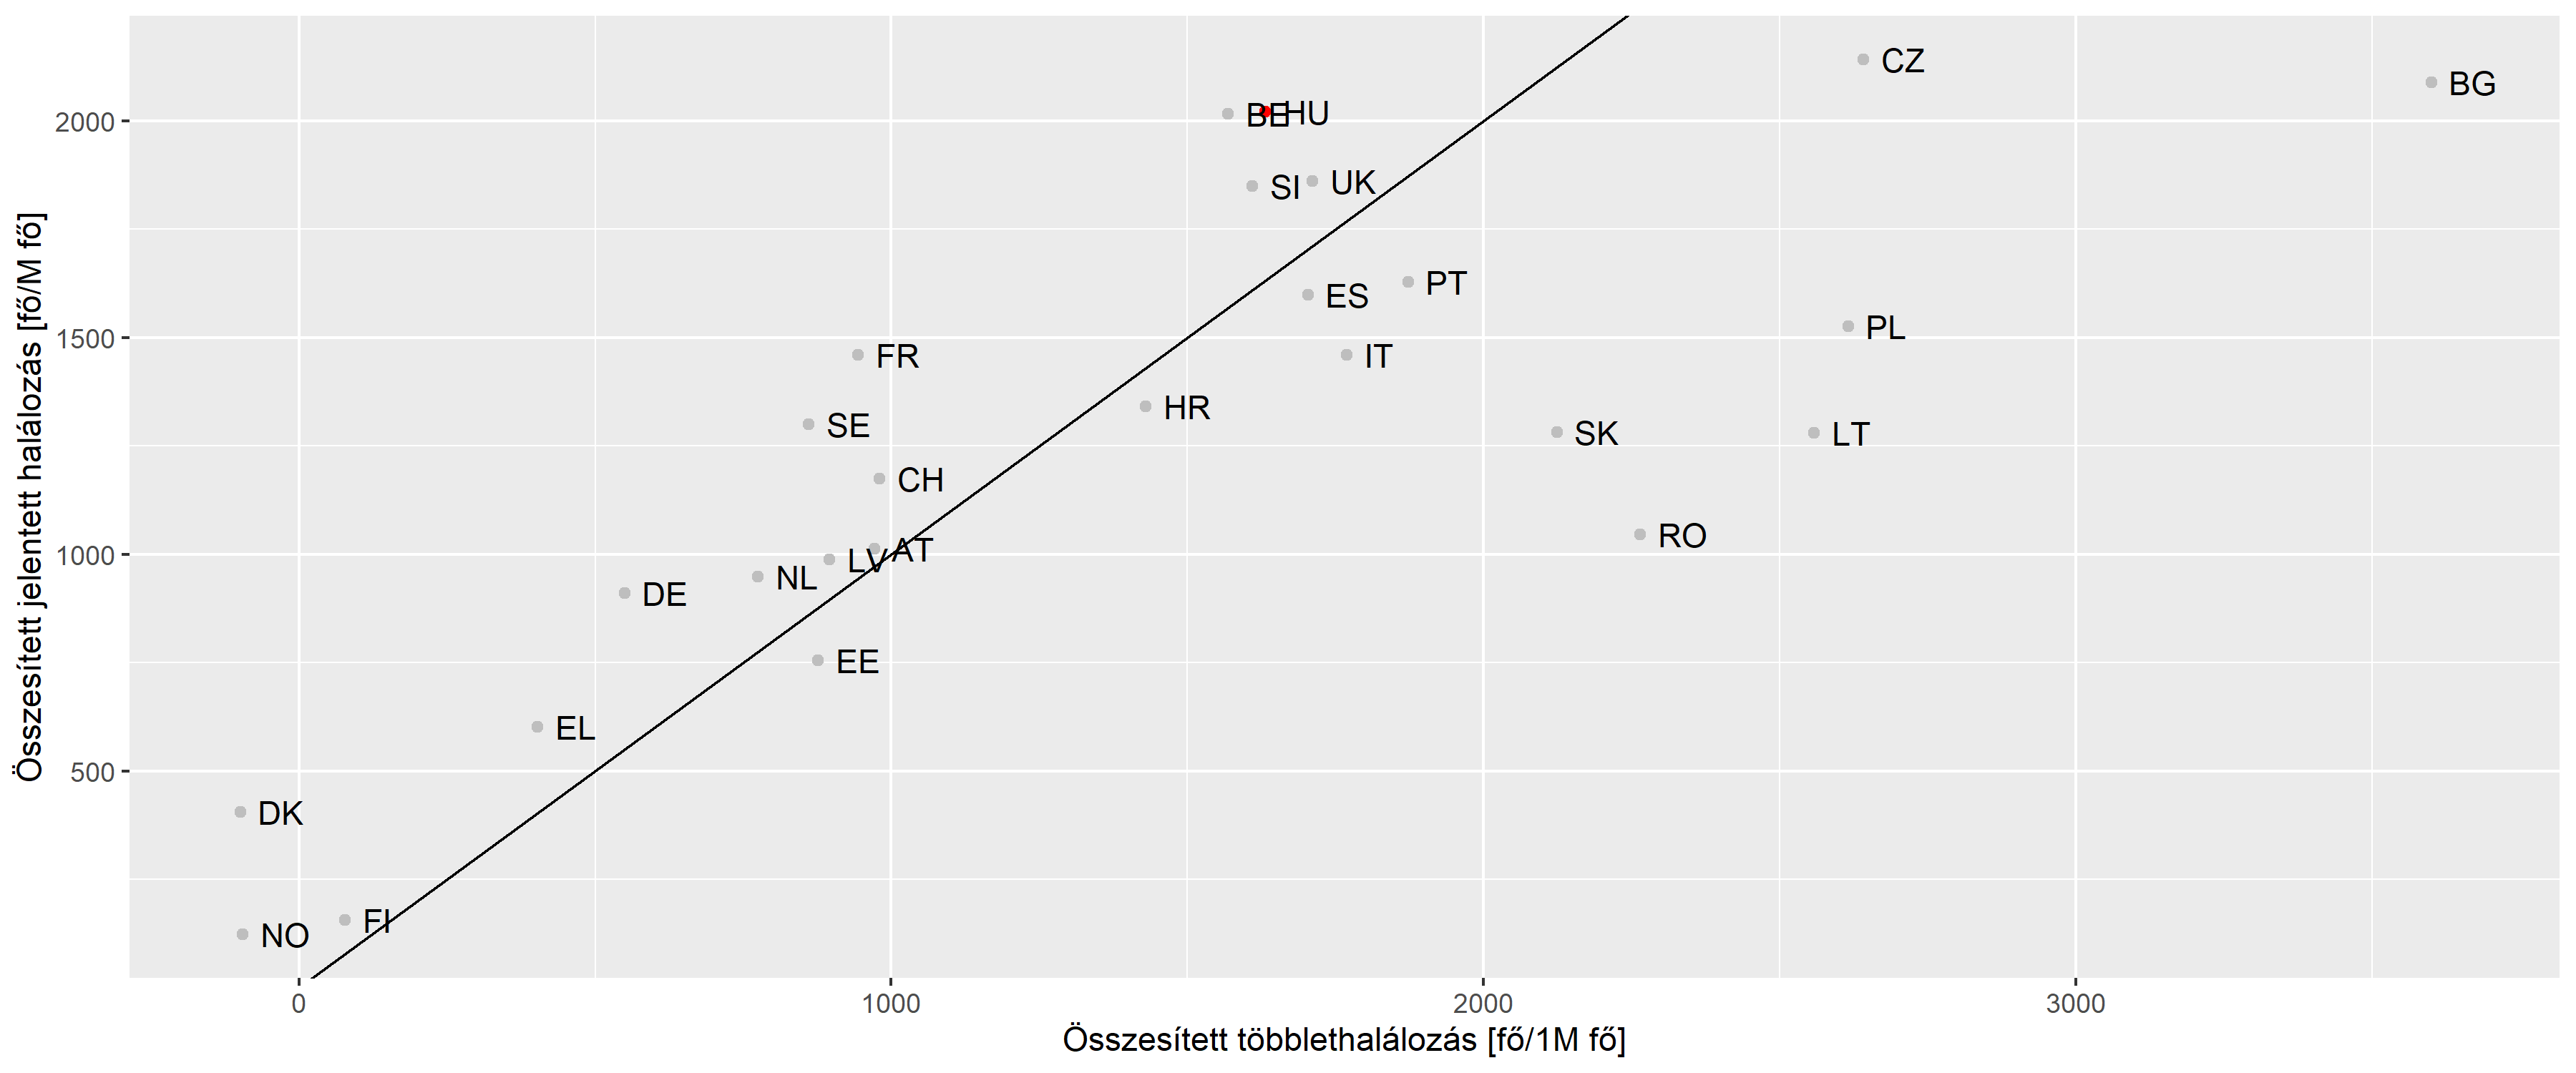 Összesített jelentett halálozás [fő/M fő]
2000
1500
1000
500
CZ
BG
BE
HU
SI
UK
ES
PT
FR
IT
PL
HR
SE
SK
LT
CH
RO
LV
AT
NL
DE
EE
EL
DK
FI
NO
0
1000
2000
3000
Összesített többlethalálozás [fő/1M fő]